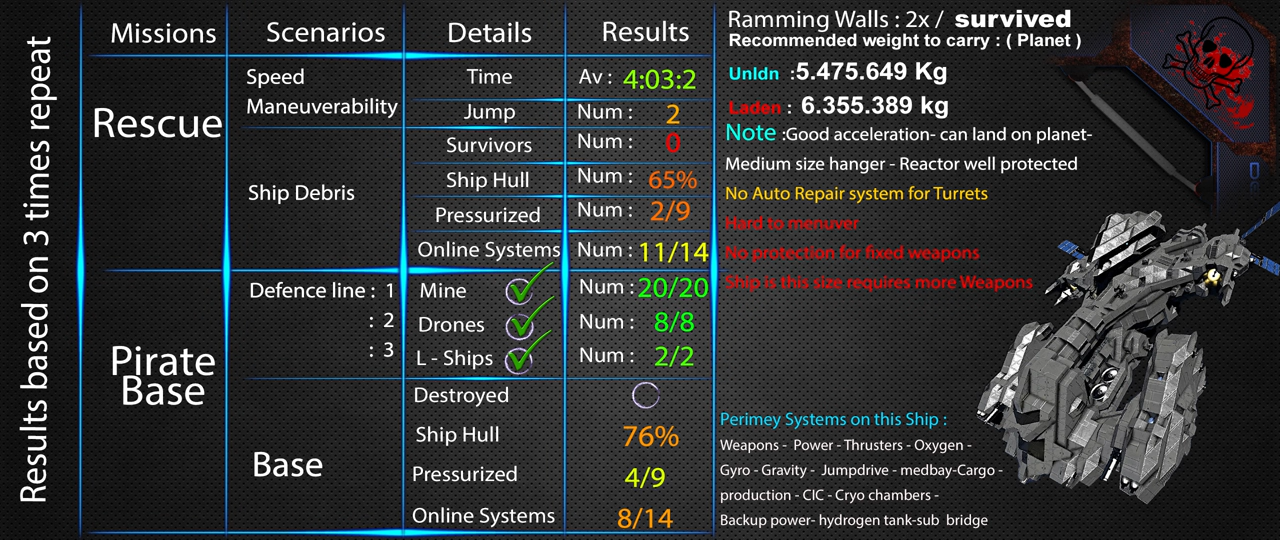 Results based on 3 times repeat
Missions Scenarios Details Results
Rescue
Speed Time Av : 4:03:2
Maneuverability
Jump Num : 2
Ship Debris
Survivors Num : 0
Ship Hull Num : 65%
Pressurized Num : 2/9
Online Systems Num : 11/14
Pirate
Base
Defence line : 1 Mine Num : 20/20
: 2 Drones Num : 8/8
: 3 L - Ships Num : 2/2
Base
Destroyed
Ship Hull 76%
Pressurized 4/9
Online Systems 8/14
Ramming Walls : 2x / survived
Recommended weight to carry : ( Planet )
Unldn :5.475.649 Kg
Laden : 6.355.389 kg
Note :Good acceleration- can land on planet-
Medium size hanger - Reactor well protected
No Auto Repair system for Turrets
Hard to menuver
No protection for fixed weapons
Ship is this size requires more Weapons
Perimey Systems on this Ship :
Weapons - Power - Thrusters - Oxygen -
Gyro - Gravity - Jumpdrive - medbay-Cargo -
production - CIC - Cryo chambers -
Backup power- hydrogen tank-sub bridge